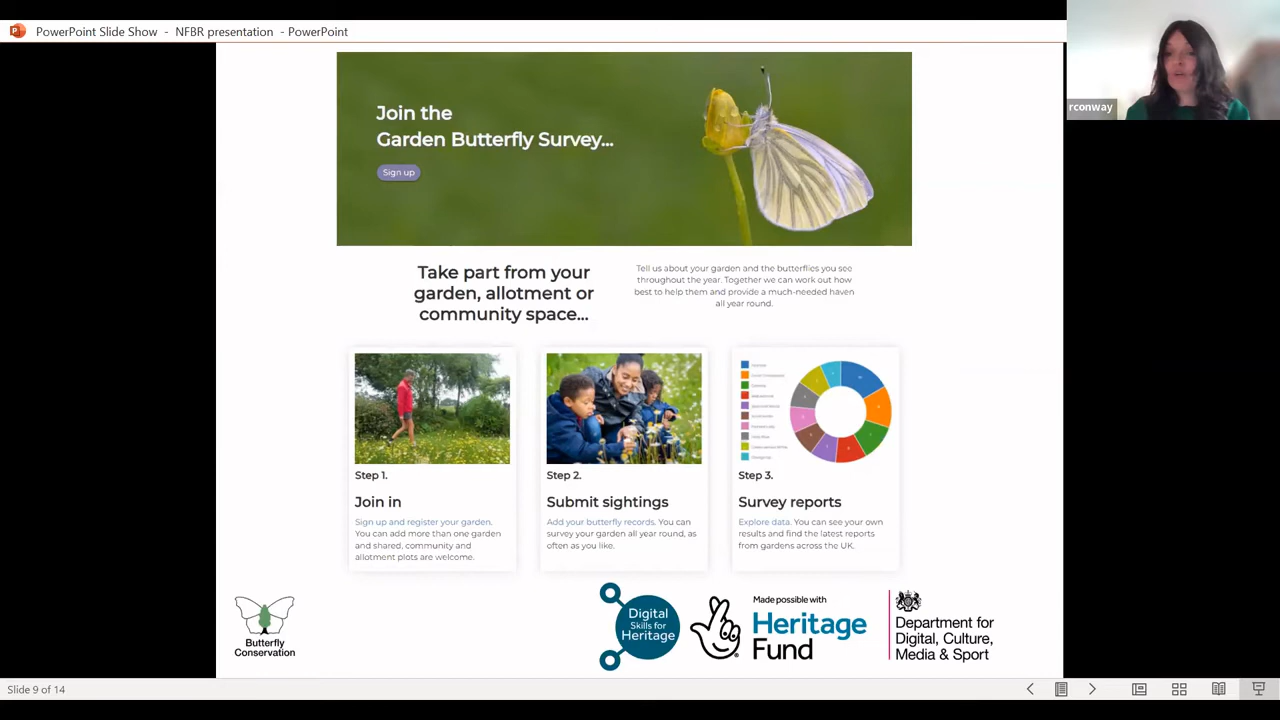 PowerPoint Slide Show - NFBR presentation - PowerPoint
rconway
Join the
Garden Butterfly Survey...
Sign up
Take part from your
garden, allotment or
community space...
Tell us about your garden and the butterflies you see
throughout the year. Together we can work out how
best to help them and provide a much-needed haven
all year round.
Step 1.
Join in
Sign up and register your garden.
You can add more than one garden
and shared, community and
allotment plots are welcome.
Step 2.
Submit sightings
Add your butterfly records. You can
survey your garden all year round, as
often as you like.
Step 3.
Survey reports
Explore data. You can see your own
results and find the latest reports
from gardens across the UK.
Butterfly
Conservation
Digital
Skills for
Heritage
Made possible with
Heritage
Fund
Department for
Digital, Culture,
Media & Sport
Slide 9 of 14